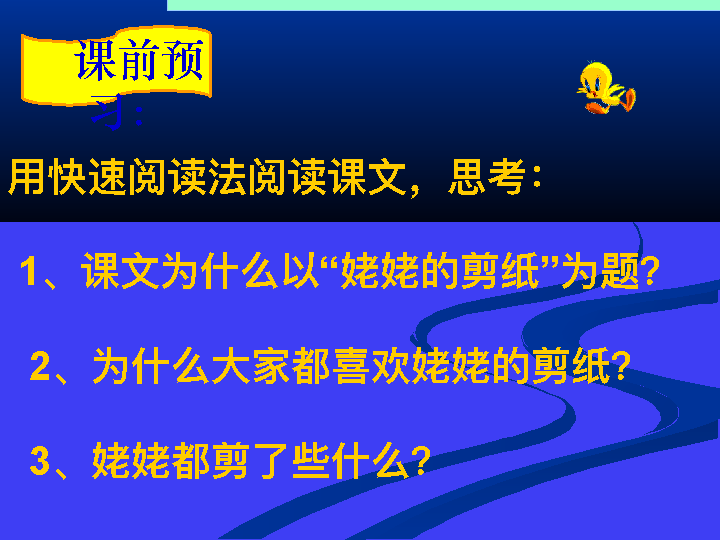 课前预
习：
用快速阅读法阅读课文，思考：
1、课文为什么以“姥姥的剪纸”为题？
2、为什么大家都喜欢姥姥的剪纸？
3、姥姥都剪了些什么？